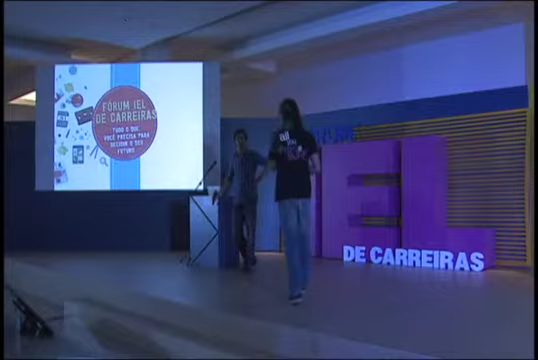 FÓRUM IEL
DE CARREIRAS
TUDO O QUE
VOCÊ PRECISA PARA
DECIDIR O SEU
FUTURO
IEL
DE CARREIRAS